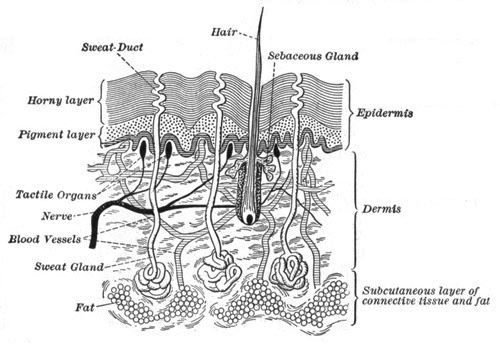 Hair
Sweat-Duct
Sebaceous Gland
Horny layer
Epidermis
Pigment layer
Tactile Organs
Dermis
Nerve
Blood Vessels
Sweat Gland
Subcutaneous layer of
connective tissue and fat
Fat